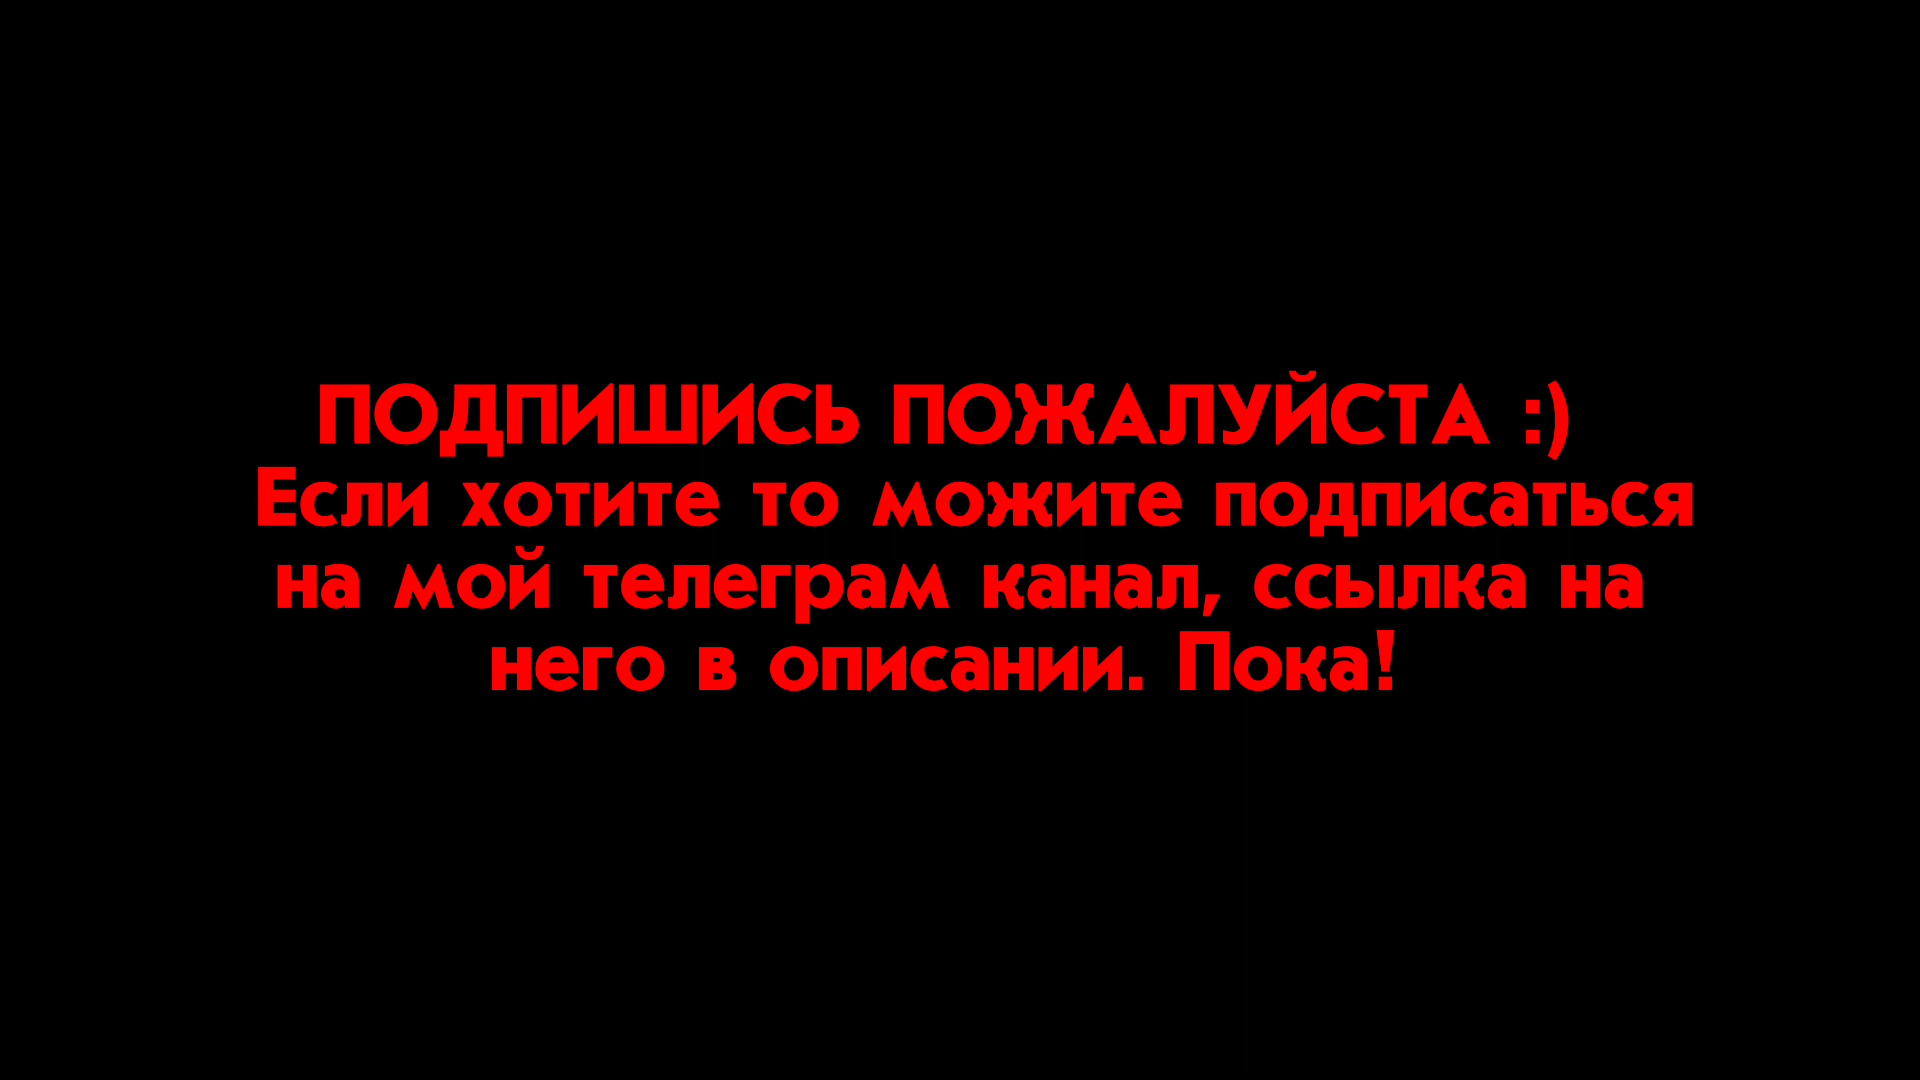 ПОДПИШИСЬ ПОЖАЛУЙСТА :)
Если хотите то можите подписаться
на мой телеграм канал, ссылка на
него в описании. Пока!